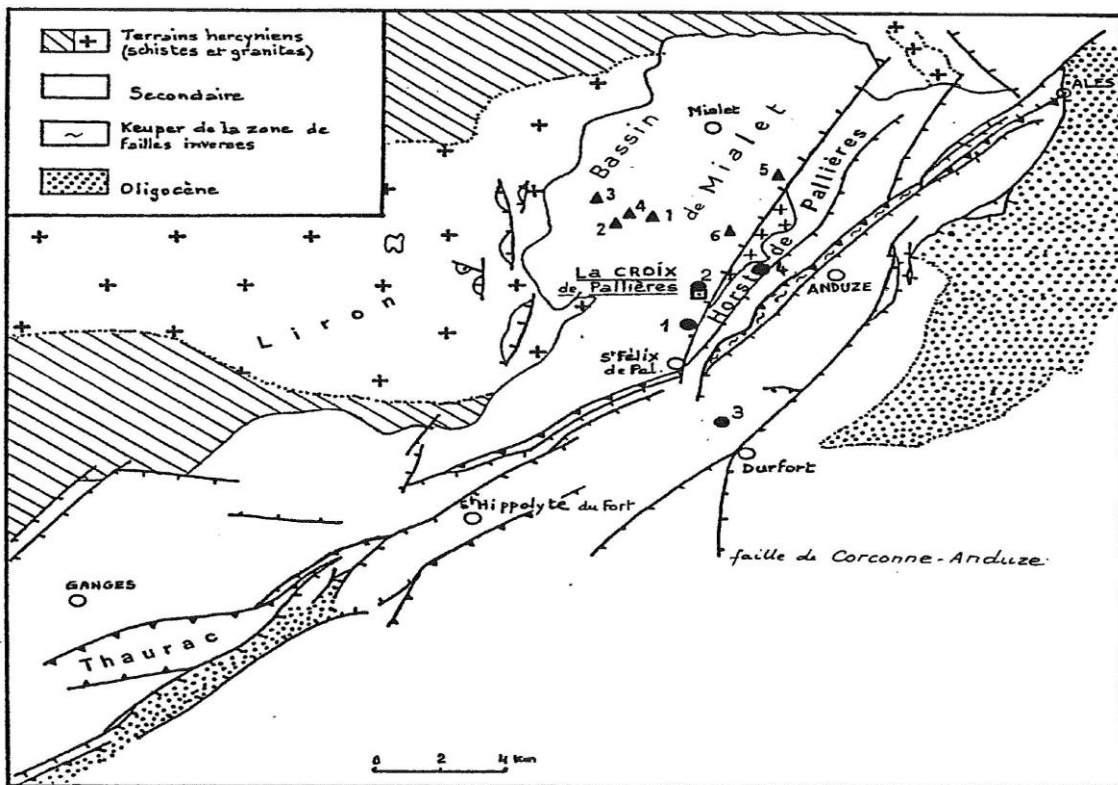 Terrains hercyniens
(schistes et granites)
Secondaire
Keuper de la zone de
failles inverses
Oligocène
ALES
Mialet
Bassin
de Mialet
5
3
4
2
1
6
Horst de Pallières
La CROIX
de Pallières
2
4
ANDUZE
Liron
1
St Félix
de Pal.
3
Durfort
St Hippolyte du Fort
faille de Corconne-Anduze
GANGES
Thaurac
0 2 4 Km